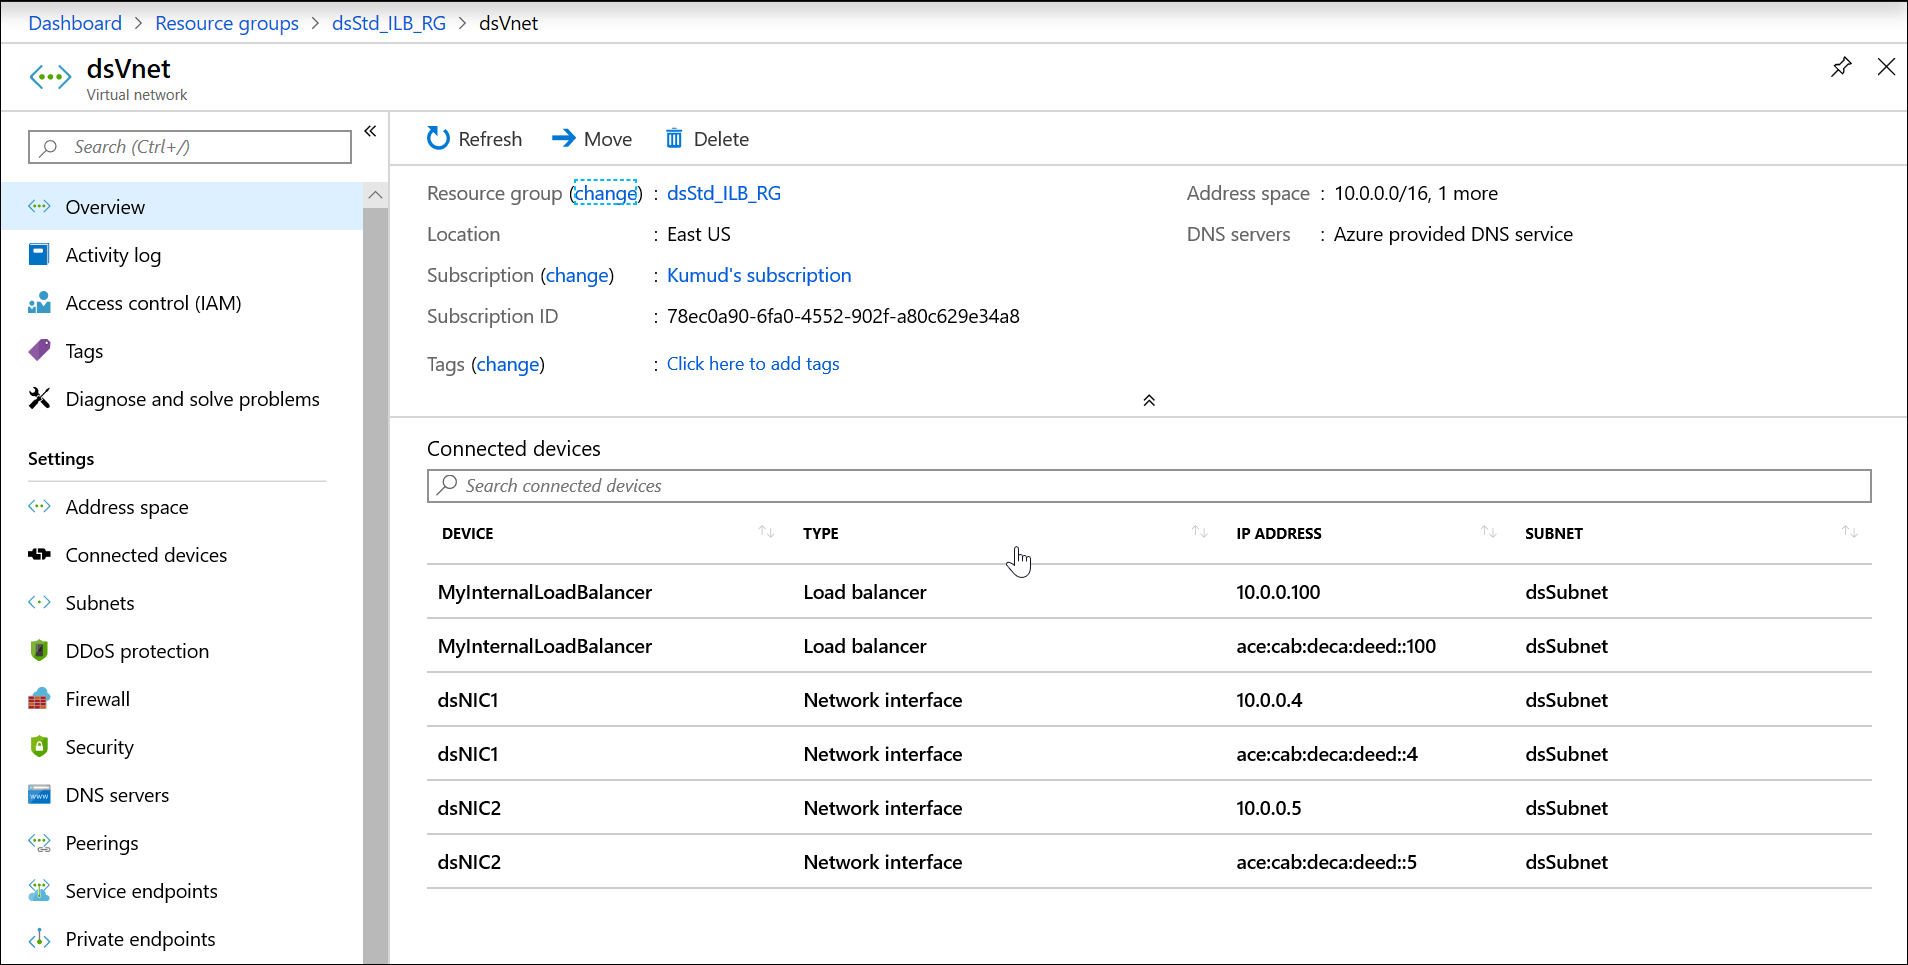 Dashboard > Resource groups > dsStd_ILB_RG > dsVnet
dsVnet
Virtual network
Search (Ctrl+/)
Overview
Activity log
Access control (IAM)
Tags
Diagnose and solve problems
Settings
Address space
Connected devices
Subnets
DDoS protection
Firewall
Security
DNS servers
Peerings
Service endpoints
Private endpoints
Refresh Move Delete
Resource group (change) : dsStd_ILB_RG
Location : East US
Subscription (change) : Kumud's subscription
Subscription ID : 78ec0a90-6fa0-4552-902f-a80c629e34a8
Tags (change) : Click here to add tags
Address space : 10.0.0.0/16, 1 more
DNS servers : Azure provided DNS service
Connected devices
Search connected devices
DEVICE TYPE IP ADDRESS SUBNET
MyInternalLoadBalancer Load balancer 10.0.0.100 dsSubnet
MyInternalLoadBalancer Load balancer ace:cab:deca:deed::100 dsSubnet
dsNIC1 Network interface 10.0.0.4 dsSubnet
dsNIC1 Network interface ace:cab:deca:deed::4 dsSubnet
dsNIC2 Network interface 10.0.0.5 dsSubnet
dsNIC2 Network interface ace:cab:deca:deed::5 dsSubnet